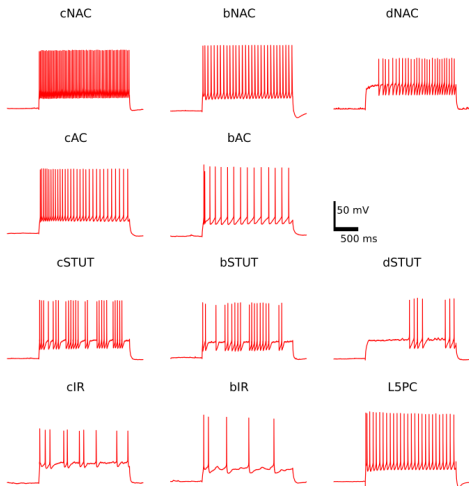 cNAC
bNAC
dNAC
cAC
bAC
50 mV
500 ms
cSTUT
bSTUT
dSTUT
cIR
bIR
L5PC